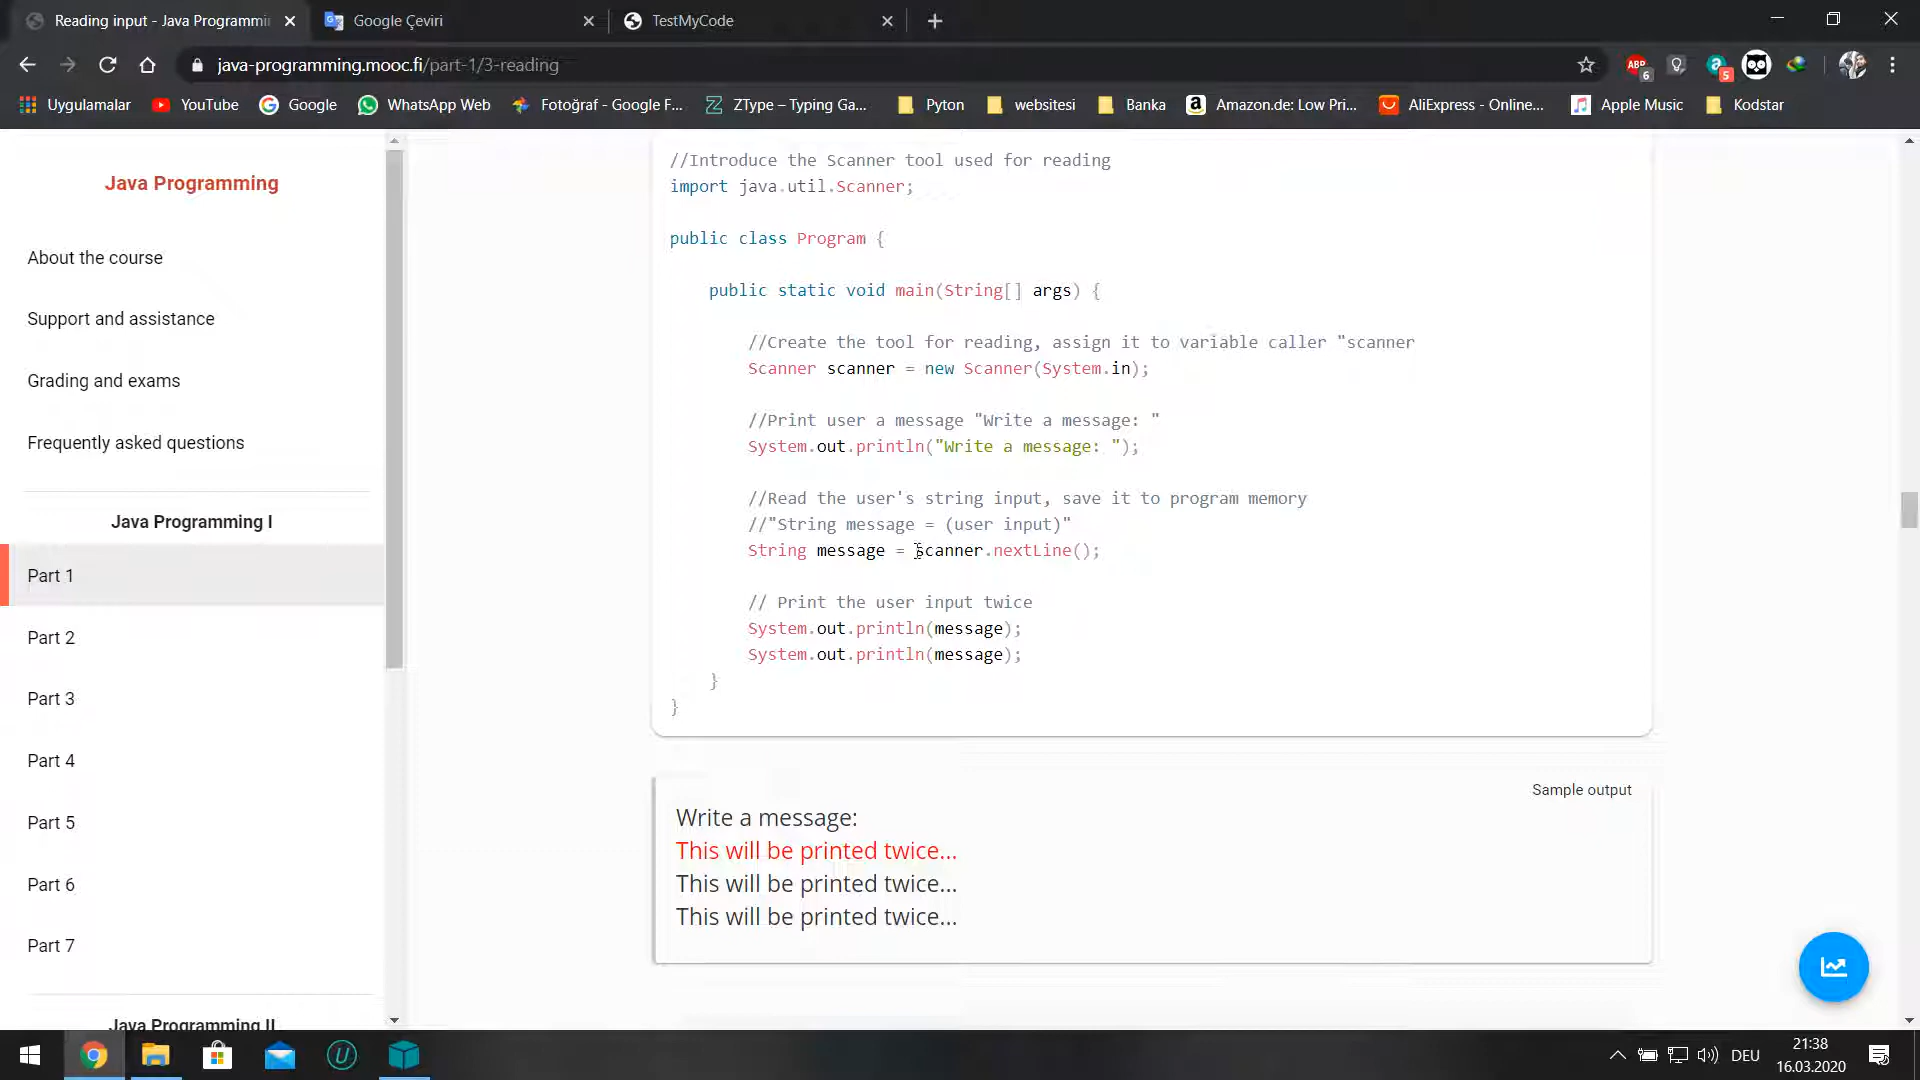 Reading input - Java Programmi
Google Çeviri
TestMyCode
java-programming.mooc.fi/part-1/3-reading
ABP
6
5
Uygulamalar
YouTube
Google
WhatsApp Web
Fotoğraf - Google F...
ZType – Typing Ga...
Pyton
websitesi
Banka
Amazon.de: Low Pri...
AliExpress - Online...
Apple Music
Kodstar
Java Programming
About the course
Support and assistance
Grading and exams
Frequently asked questions
Java Programming I
Part 1
Part 2
Part 3
Part 4
Part 5
Part 6
Part 7
Java Programming II
//Introduce the Scanner tool used for reading
import java.util.Scanner;
public class Program {
public static void main(String[] args) {
//Create the tool for reading, assign it to variable caller "scanner
Scanner scanner = new Scanner(System.in);
//Print user a message "Write a message: "
System.out.println("Write a message: ");
//Read the user's string input, save it to program memory
//"String message = (user input)"
String message = scanner.nextLine();
// Print the user input twice
System.out.println(message);
System.out.println(message);
}
}
Sample output
Write a message:
This will be printed twice...
This will be printed twice...
This will be printed twice...
DEU
21:38
16.03.2020